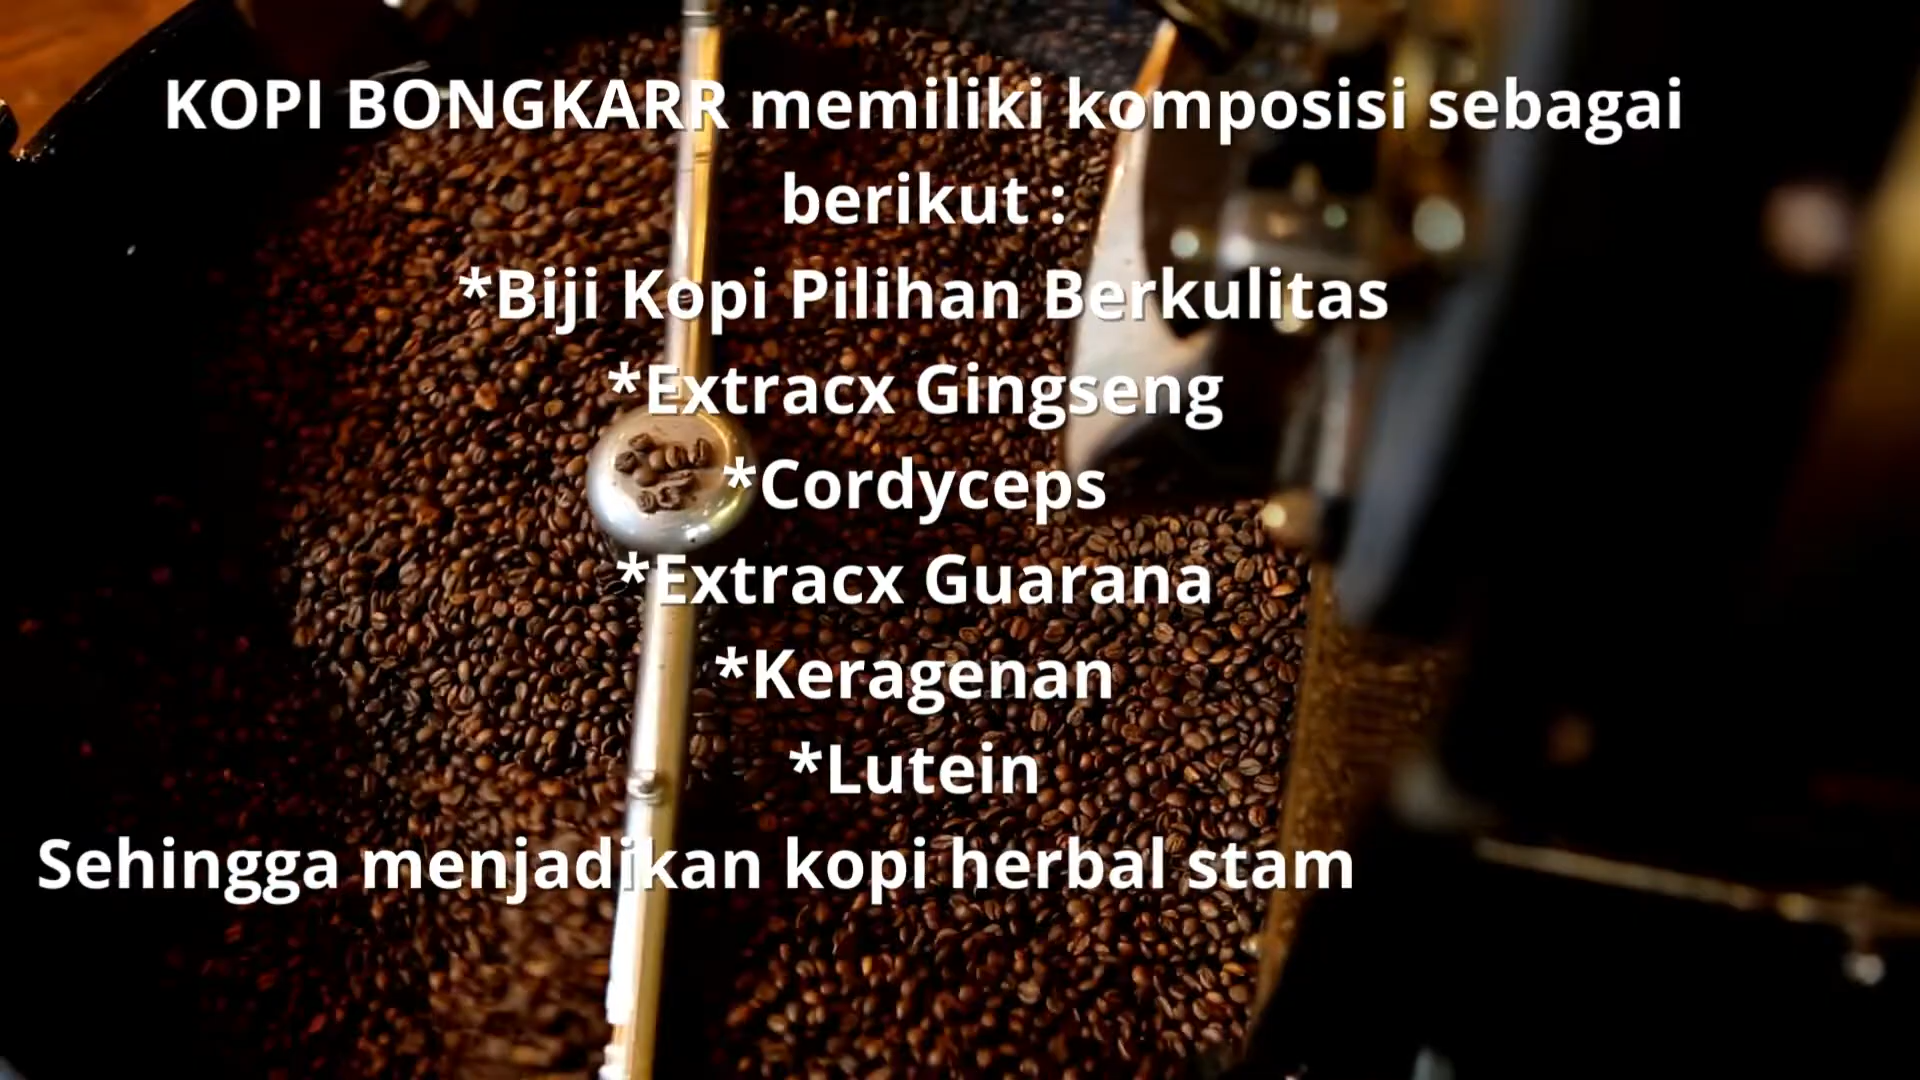 KOPI BONGKARR memiliki komposisi sebagai
berikut :
*Biji Kopi Pilihan Berkulitas
*Extracx Gingseng
*Cordyceps
*Extracx Guarana
*Keragenan
*Lutein
Sehingga menjadikan kopi herbal stam